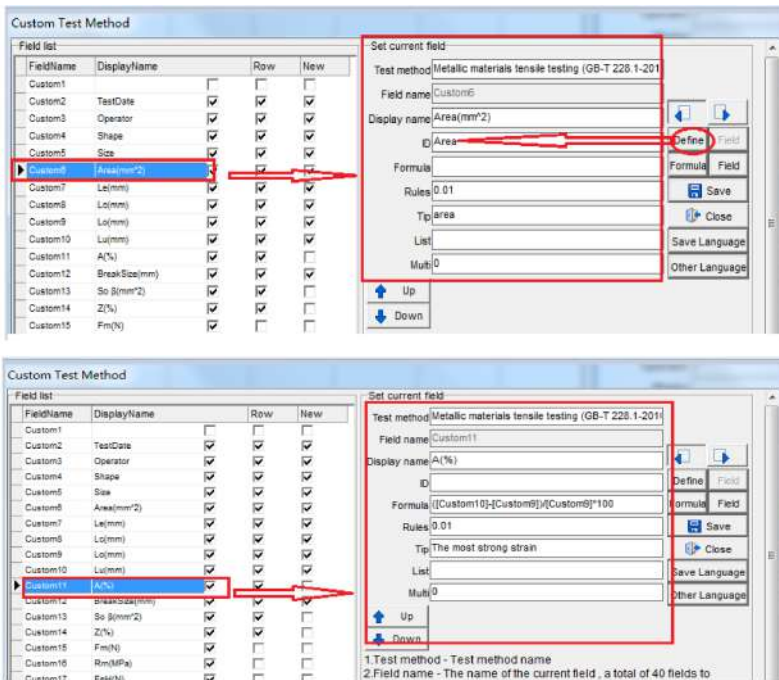 Custom Test Method
Field list
FieldName DisplayName Row New
Custom1
Custom2 TestDate
Custom3 Operator
Custom4 Shape
Custom5 Size
Custom6 Area(mm^2)
Custom7 Le(mm)
Custom8 Lc(mm)
Custom9 Lo(mm)
Custom10 Lu(mm)
Custom11 A(%)
Custom12 BreakSize(mm)
Custom13 So β(mm^2)
Custom14 Z(%)
Custom15 Fm(N)
Set current field
Test method Metallic materials tensile testing (GB-T 228.1-201
Field name Custom6
Display name Area(mm^2)
ID Area
Define Field
Formula
Formula Field
Rules 0.01
Save
Tip area
Close
List
Save Language
Multi 0
Other Language
Up
Down
Custom Test Method
Field list
FieldName DisplayName Row New
Custom1
Custom2 TestDate
Custom3 Operator
Custom4 Shape
Custom5 Size
Custom6 Area(mm^2)
Custom7 Le(mm)
Custom8 Lc(mm)
Custom9 Lo(mm)
Custom10 Lu(mm)
Custom11 A(%)
Custom12 BreakSize(mm)
Custom13 So β(mm^2)
Custom14 Z(%)
Custom15 Fm(N)
Custom16 Rm(MPa)
Custom17 FeH(N)
Set current field
Test method Metallic materials tensile testing (GB-T 228.1-201
Field name Custom11
Display name A(%)
ID
Define Field
Formula ([Custom10]-[Custom9])/[Custom9]*100
Formula Field
Rules 0.01
Save
Tip The most strong strain
Close
List
Save Language
Multi 0
Other Language
Up
Down
1.Test method - Test method name
2.Field name - The name of the current field , a total of 40 fields to